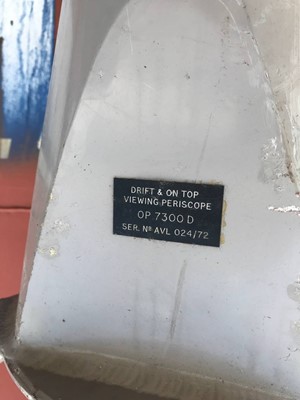 DRIFT & ON TOP
VIEWING PERISCOPE
OP 7300 D
SER. Nº AVL 024/72